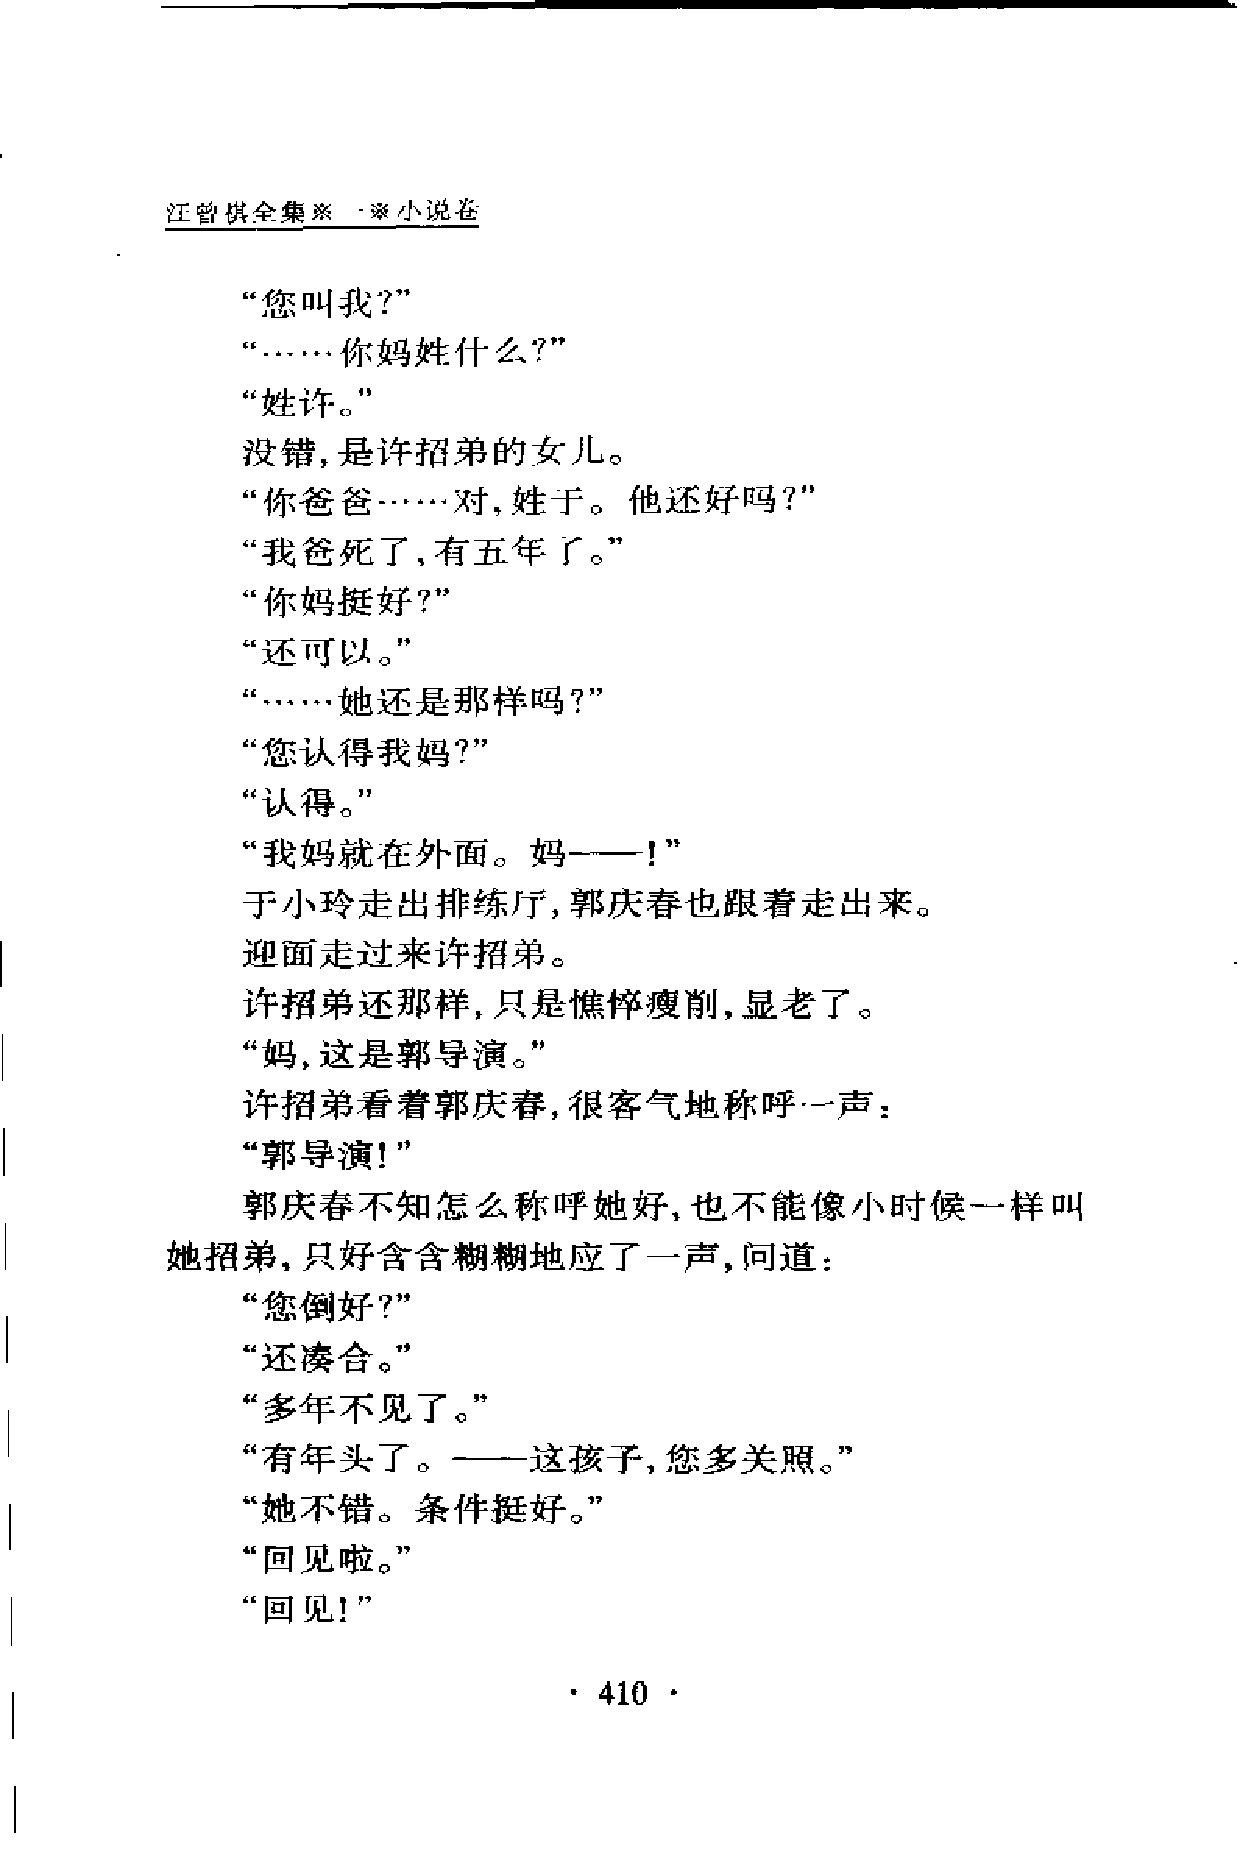 汪曾祺全集※一※小说卷
“您叫我?”
“……你妈姓什么?”
“姓许。”
没错,是许招弟的女儿。
“你爸爸……对,姓于。他还好吗?”
“我爸死了,有五年了。”
“你妈挺好?”
“还可以。”
“……她还是那样吗?”
“您认得我妈?”
“认得。”
“我妈就在外面。妈——!”
于小玲走出排练厅,郭庆春也跟着走出来。
迎面走过来许招弟。
许招弟还那样,只是憔悴瘦削,显老了。
“妈,这是郭导演。”
许招弟看着郭庆春,很客气地称呼一声:
“郭导演!”
郭庆春不知怎么称呼她好,也不能像小时候一样叫
她招弟,只好含含糊糊地应了一声,问道:
“您倒好?”
“还凑合。”
“多年不见了。”
“有年头了。——这孩子,您多关照。”
“她不错。条件挺好。”
“回见啦。”
“回见!”
· 410 ·